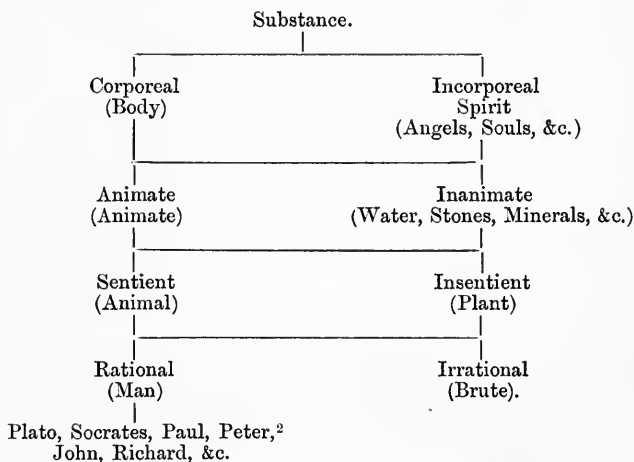 Substance.
Corporeal Incorporeal
(Body) Spirit
(Angels, Souls, &c.)
Animate Inanimate
(Animate) (Water, Stones, Minerals, &c.)
Sentient Insentient
(Animal) (Plant)
Rational Irrational
(Man) (Brute).
Plato, Socrates, Paul, Peter,²
John, Richard, &c.